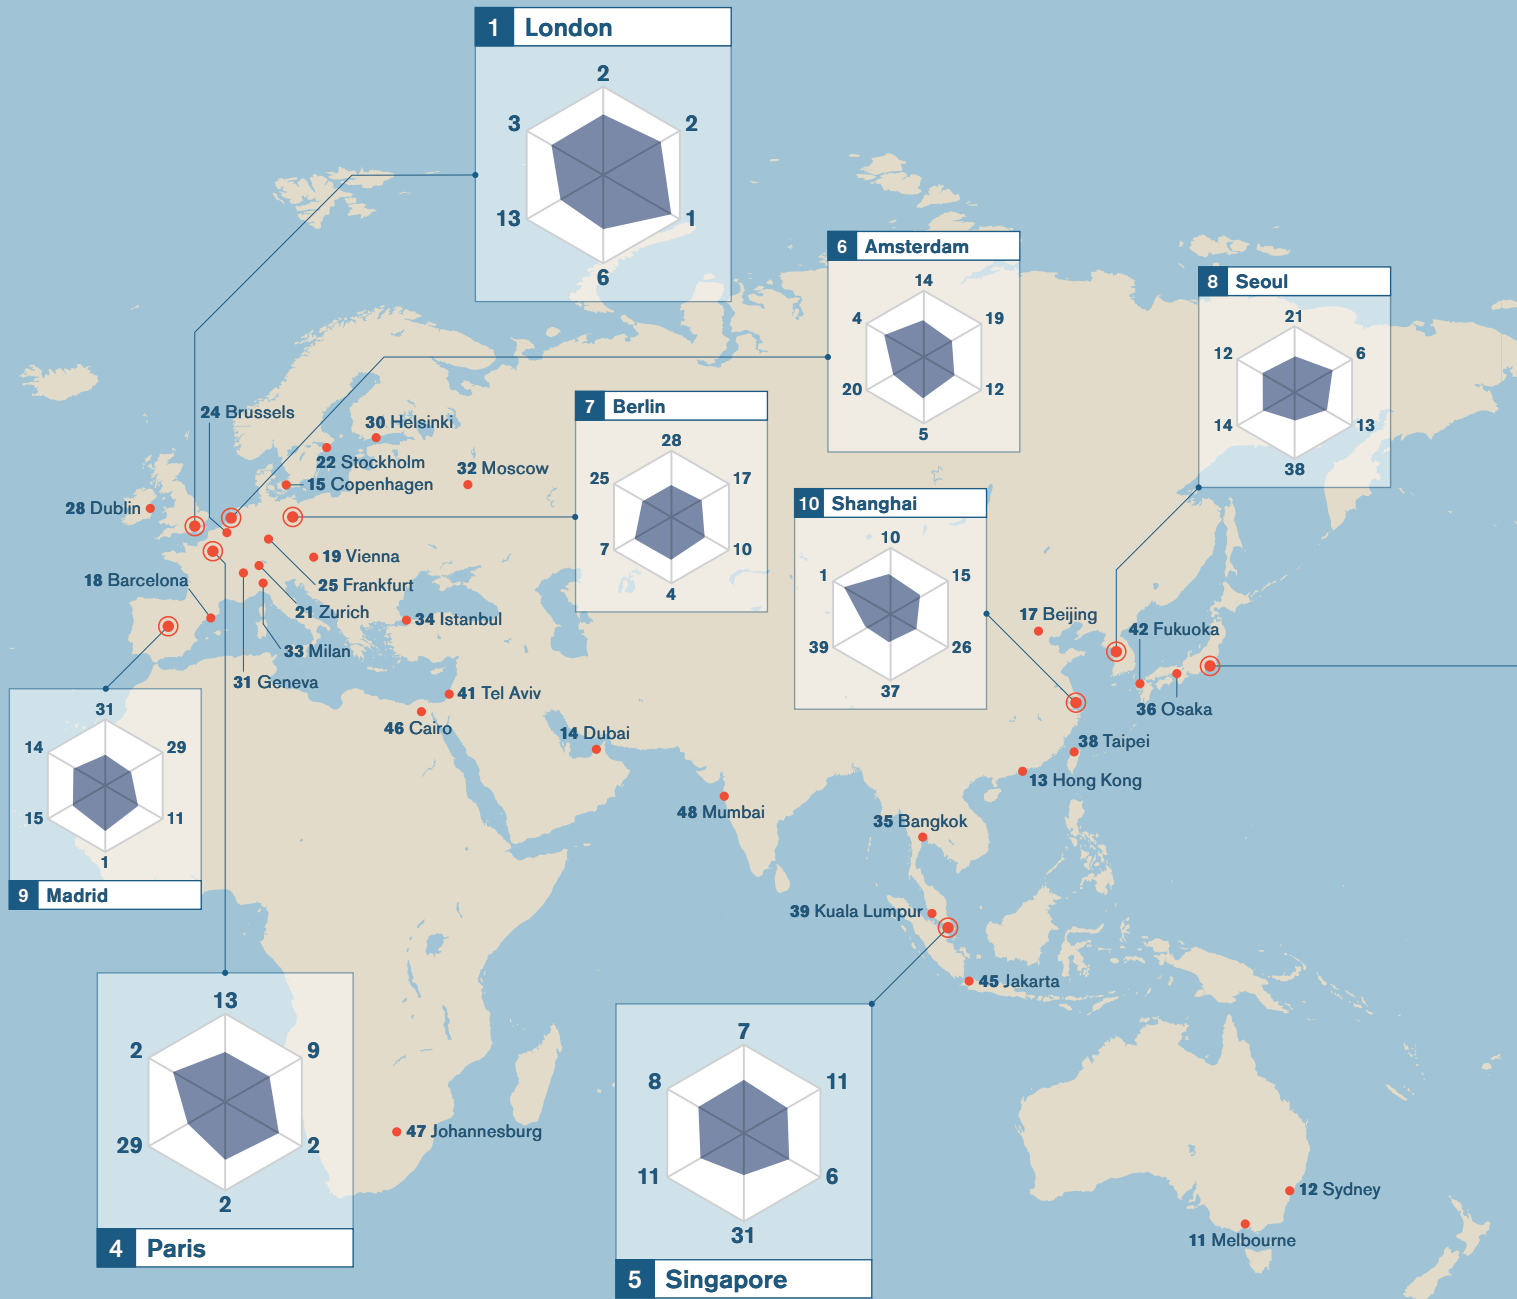 1 London
2
3 2
13 1
6
6 Amsterdam
14
4 19
20 12
5
8 Seoul
21
12 6
14 13
38
7 Berlin
28
25 17
7 10
4
24 Brussels
30 Helsinki
22 Stockholm
32 Moscow
15 Copenhagen
28 Dublin
10 Shanghai
10
1 15
39 26
37
19 Vienna
18 Barcelona
25 Frankfurt
21 Zurich
34 Istanbul
17 Beijing
42 Fukuoka
33 Milan
31 Geneva
41 Tel Aviv
36 Osaka
46 Cairo
14 Dubai
38 Taipei
13 Hong Kong
31
14 29
15 11
1
9 Madrid
48 Mumbai
35 Bangkok
39 Kuala Lumpur
45 Jakarta
13
2 9
29 2
2
4 Paris
7
8 11
11 6
31
5 Singapore
47 Johannesburg
12 Sydney
11 Melbourne